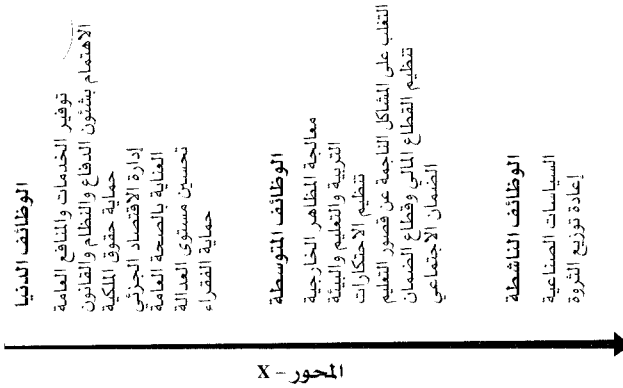 الوظائف الدنيا
توفير الخدمات والمنافع العامة
الاهتمام بشئون الدفاع والنظام والقانون
حماية حقوق الملكية
إدارة الاقتصاد الجزئي
العناية بالصحة العامة
تحسين مستوى العدالة
حماية الفقراء
الوظائف المتوسطة
معالجة المظاهر الخارجية
التربية والتعليم والبيئة
تنظيم الاحتكارات
التغلب على المشاكل الناجمة عن قصور التعليم
تنظيم القطاع المالي وقطاع الضمان
الضمان الاجتماعي
الوظائف الناشطة
السياسات الصناعية
إعادة توزيع الثروة
المحور – X